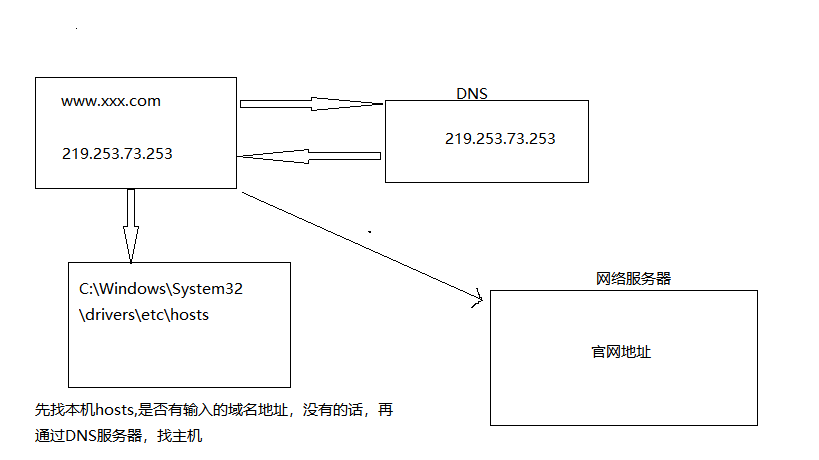 www.xxx.com
219.253.73.253
DNS
219.253.73.253
C:\Windows\System32
\drivers\etc\hosts
网络服务器
官网地址
先找本机hosts,是否有输入的域名地址，没有的话，再
通过DNS服务器，找主机